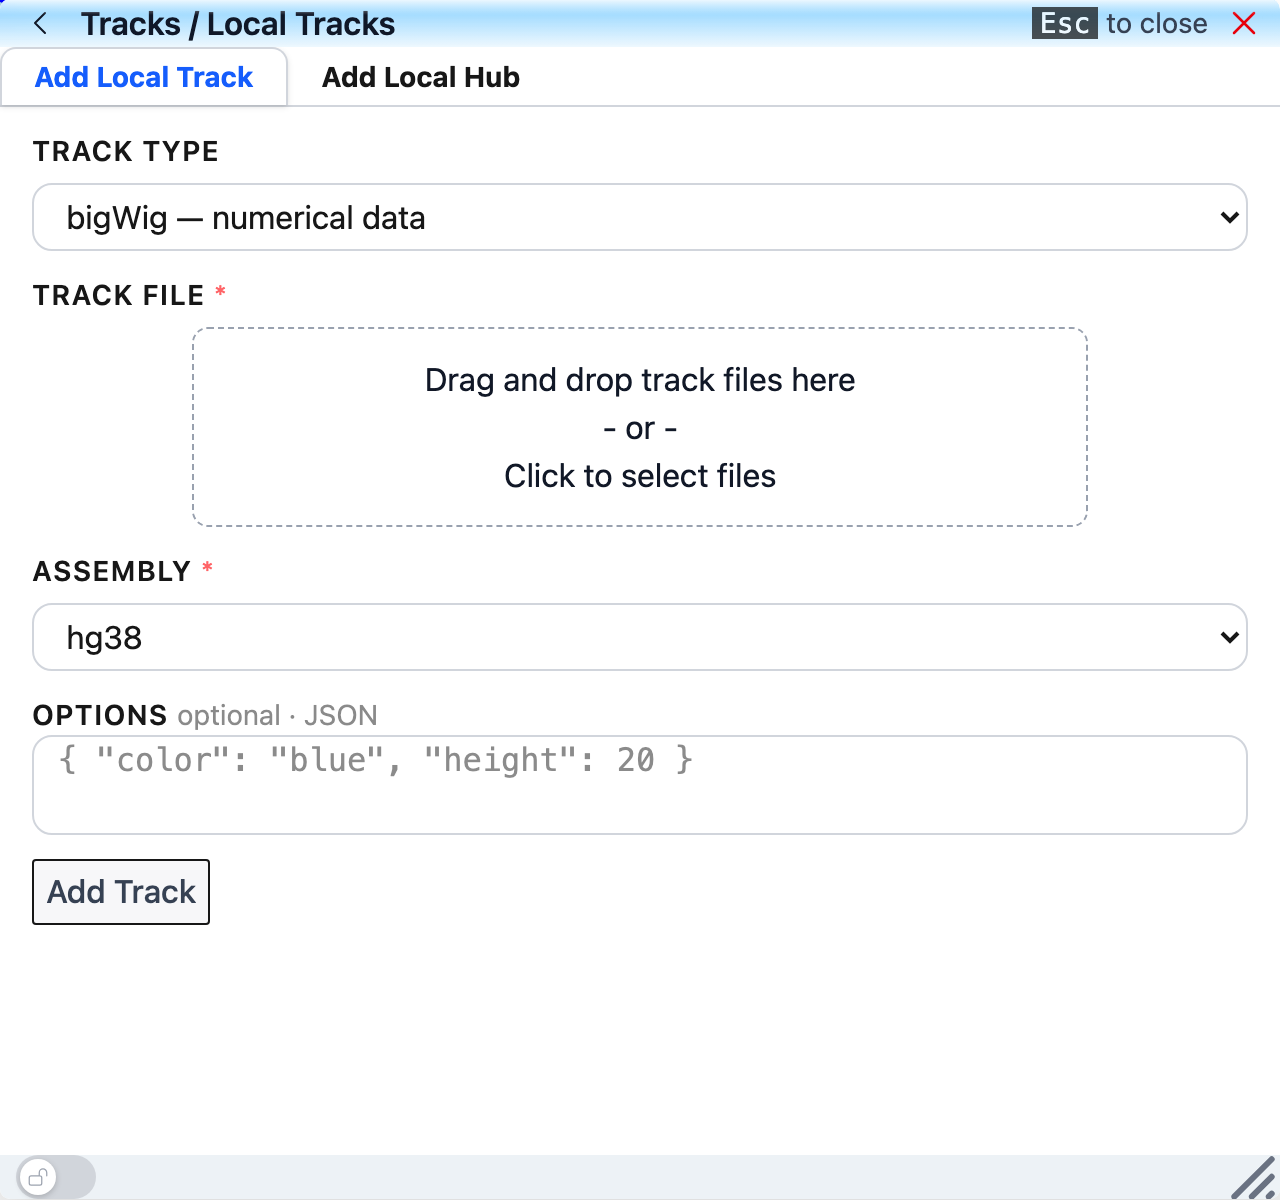 Tracks / Local Tracks
Esc to close
Add Local Track
Add Local Hub
TRACK TYPE
bigWig — numerical data
TRACK FILE *
Drag and drop track files here
- or -
Click to select files
ASSEMBLY *
hg38
OPTIONS optional · JSON
{ "color": "blue", "height": 20 }
Add Track